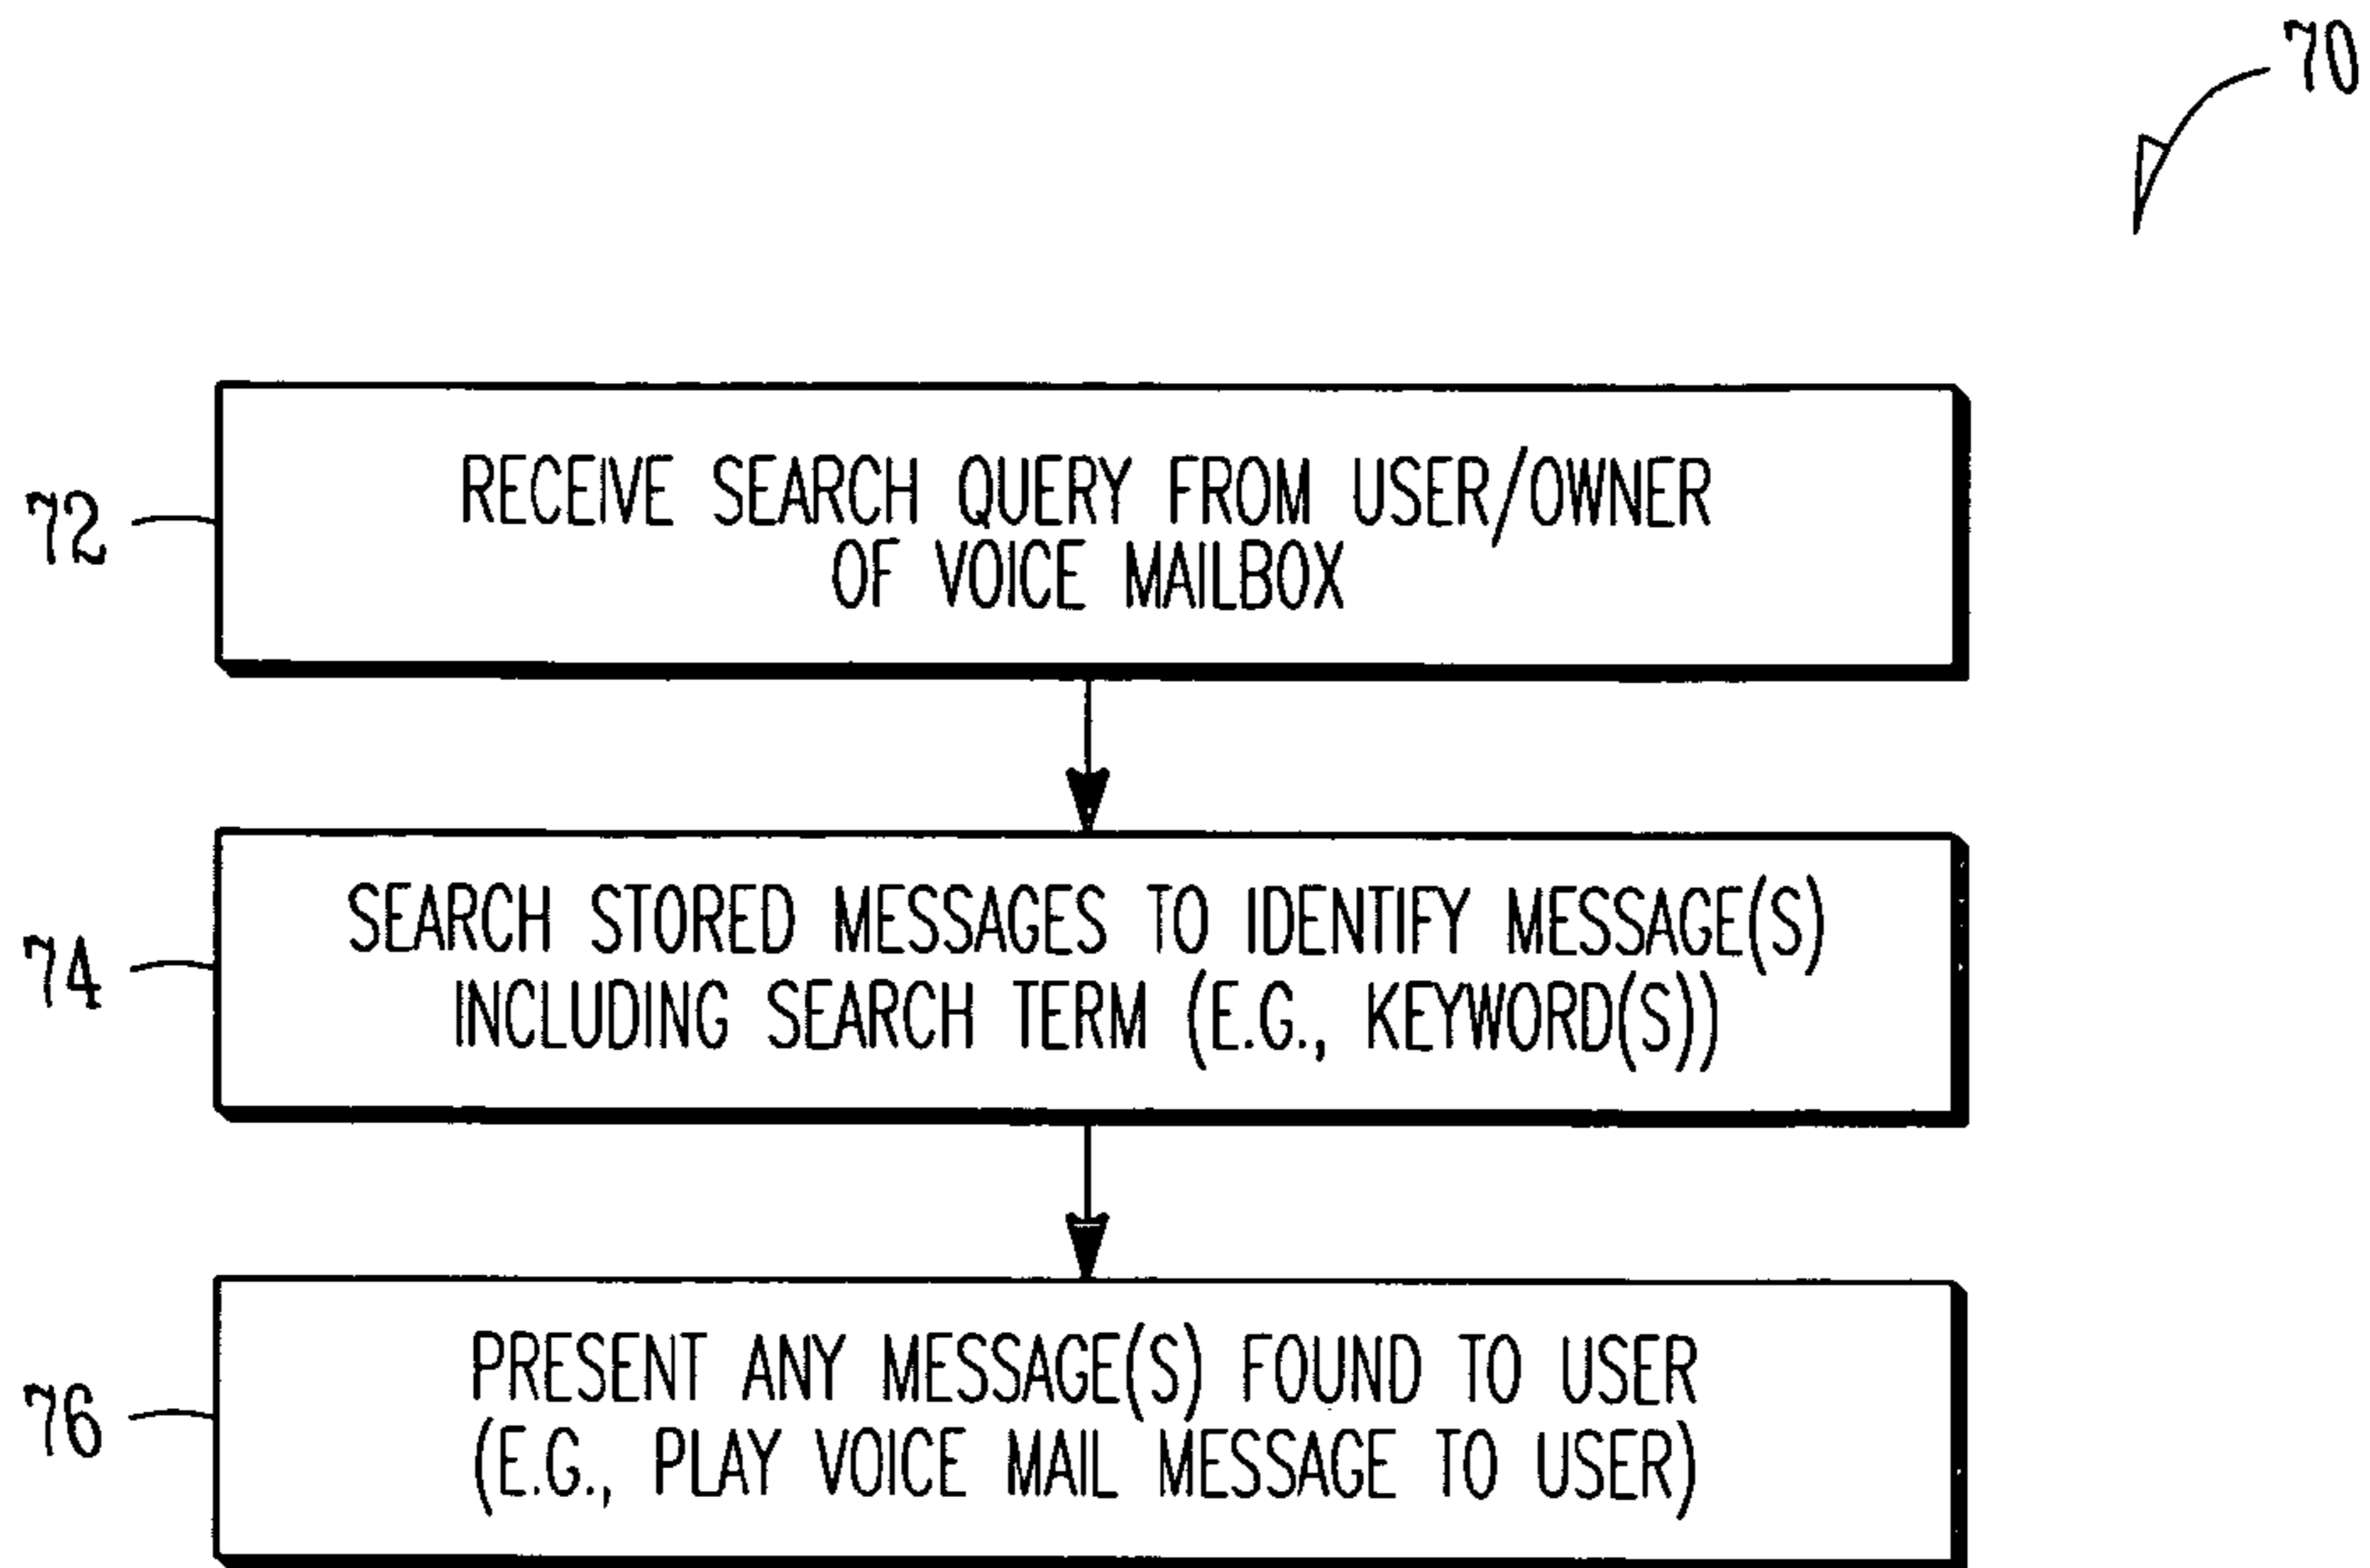 70
72
RECEIVE SEARCH QUERY FROM USER/OWNER
OF VOICE MAILBOX
74
SEARCH STORED MESSAGES TO IDENTIFY MESSAGE(S)
INCLUDING SEARCH TERM (E.G., KEYWORD(S))
76
PRESENT ANY MESSAGE(S) FOUND TO USER
(E.G., PLAY VOICE MAIL MESSAGE TO USER)